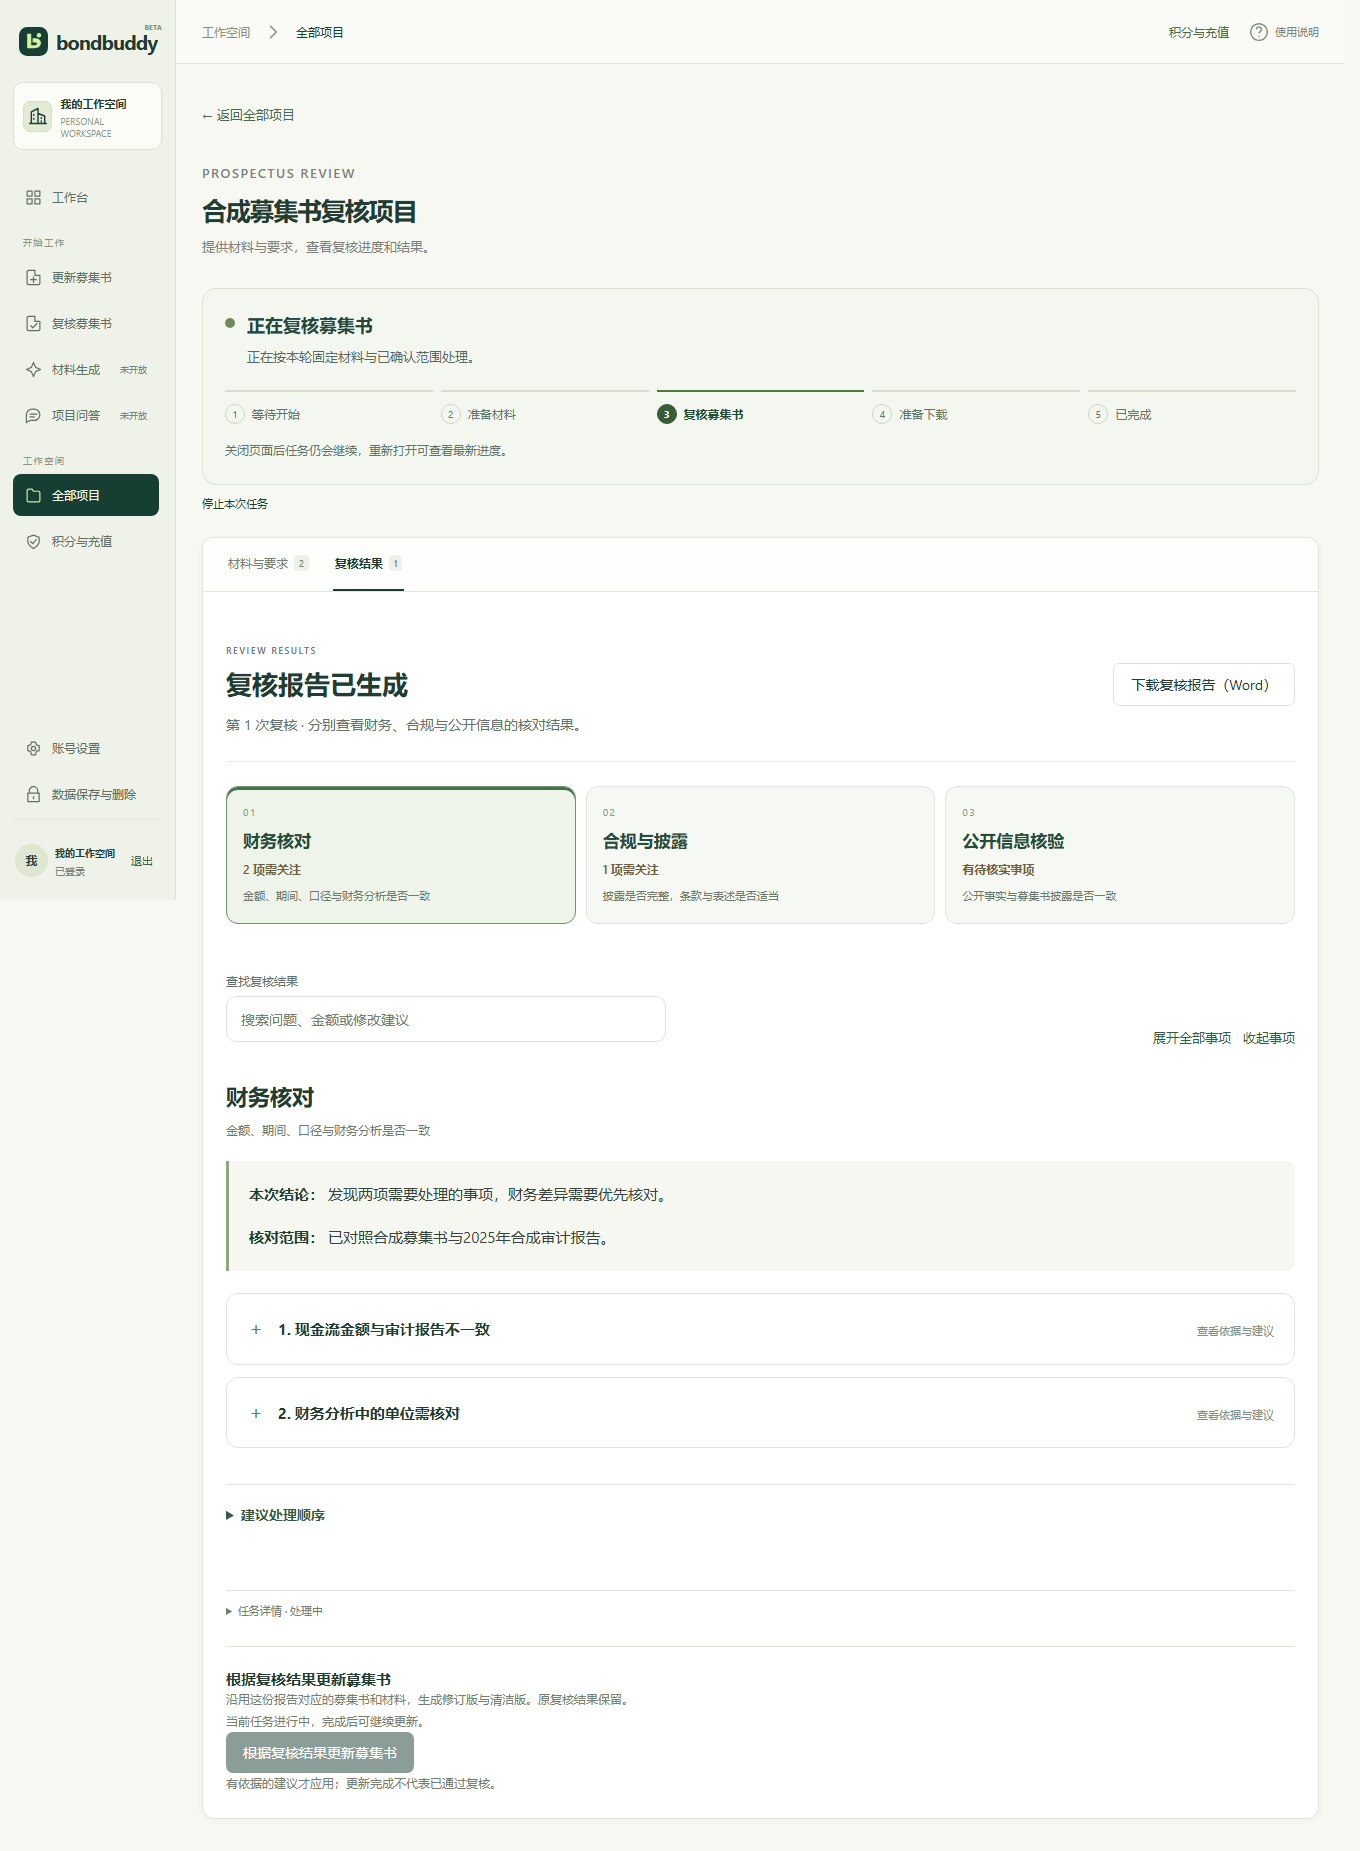 bondbuddy
BETA
我的工作空间
PERSONAL
WORKSPACE
工作台
开始工作
更新募集书
复核募集书
材料生成 未开放
项目问答 未开放
工作空间
全部项目
积分与充值
账号设置
数据保存与删除
我
我的工作空间
已登录
退出
工作空间 全部项目
积分与充值 ? 使用说明
← 返回全部项目
PROSPECTUS REVIEW
合成募集书复核项目
提供材料与要求，查看复核进度和结果。
正在复核募集书
正在按本轮固定材料与已确认范围处理。
1 等待开始
2 准备材料
3 复核募集书
4 准备下载
5 已完成
关闭页面后任务仍会继续，重新打开可查看最新进度。
停止本次任务
材料与要求 2
复核结果 1
REVIEW RESULTS
复核报告已生成
下载复核报告（Word）
第 1 次复核 · 分别查看财务、合规与公开信息的核对结果。
01
财务核对
2 项需关注
金额、期间、口径与财务分析是否一致
02
合规与披露
1 项需关注
披露是否完整，条款与表述是否适当
03
公开信息核验
有待核实事项
公开事实与募集书披露是否一致
查找复核结果
搜索问题、金额或修改建议
展开全部事项 收起事项
财务核对
金额、期间、口径与财务分析是否一致
本次结论： 发现两项需要处理的事项，财务差异需要优先核对。
核对范围： 已对照合成募集书与2025年合成审计报告。
+ 1. 现金流金额与审计报告不一致 查看依据与建议
+ 2. 财务分析中的单位需核对 查看依据与建议
▶ 建议处理顺序
▶ 任务详情 · 处理中
根据复核结果更新募集书
沿用这份报告对应的募集书和材料，生成修订版与清洁版。原复核结果保留。
当前任务进行中，完成后可继续更新。
根据复核结果更新募集书
有依据的建议才应用；更新完成不代表已通过复核。